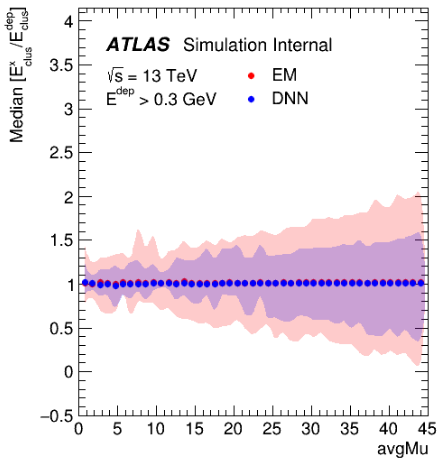 Median [E^x_clus/E^dep_clus]
ATLAS Simulation Internal
√s = 13 TeV
E^dep > 0.3 GeV
EM
DNN
4
3.5
3
2.5
2
1.5
1
0.5
0
−0.5
0 5 10 15 20 25 30 35 40 45
avgMu